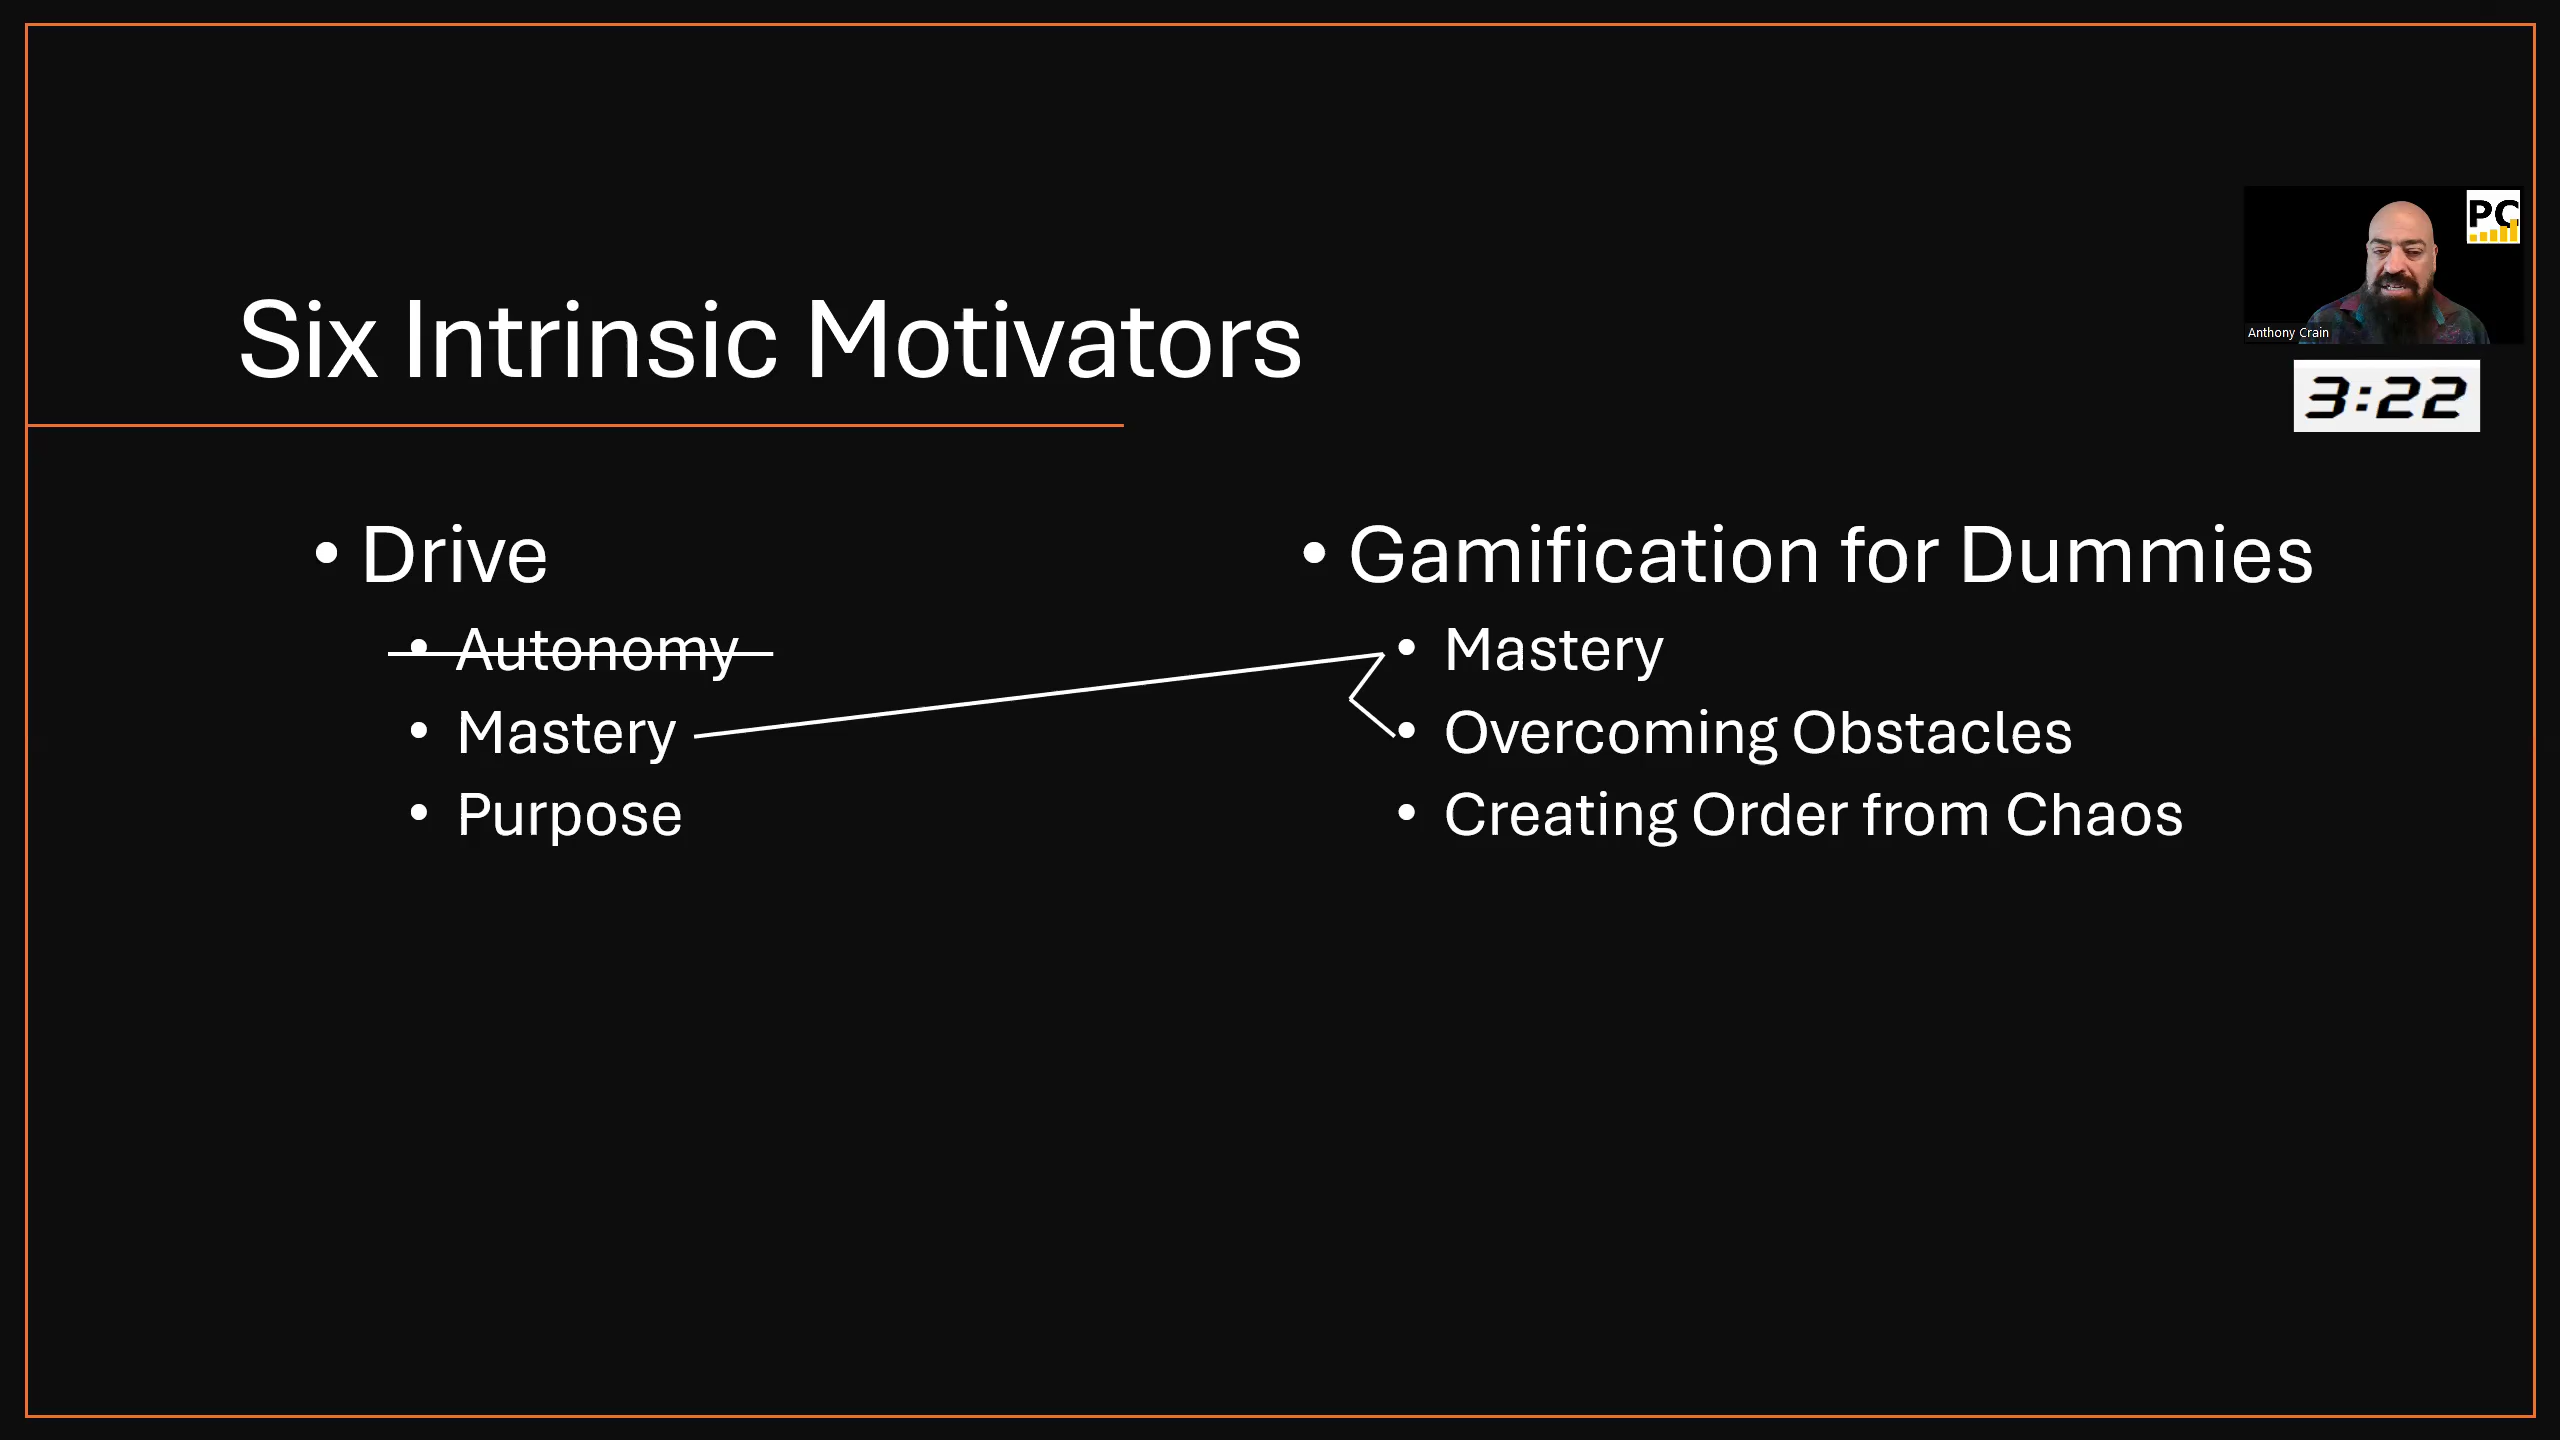 Six Intrinsic Motivators
PC
Anthony Crain
3:22
• Drive
• Autonomy
• Mastery
• Purpose
• Gamification for Dummies
• Mastery
• Overcoming Obstacles
• Creating Order from Chaos